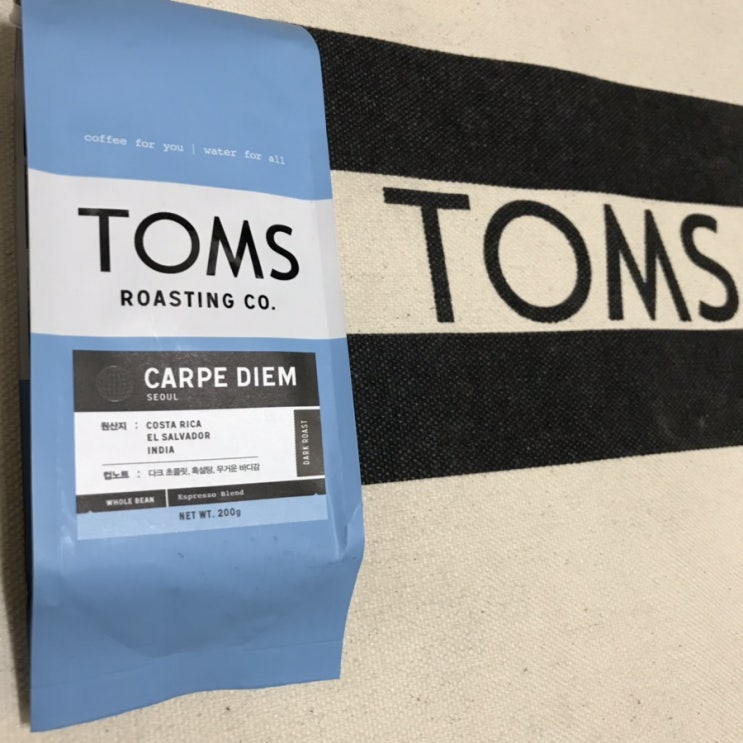 coffee for you | water for all
TOMS
ROASTING CO.
CARPE DIEM
SEOUL
원산지 : COSTA RICA
EL SALVADOR
INDIA
DARK ROAST
컵노트 : 다크 초콜릿, 흑설탕, 무거운 바디감
WHOLE BEAN
Espresso Blend
NET WT. 200g
TOMS